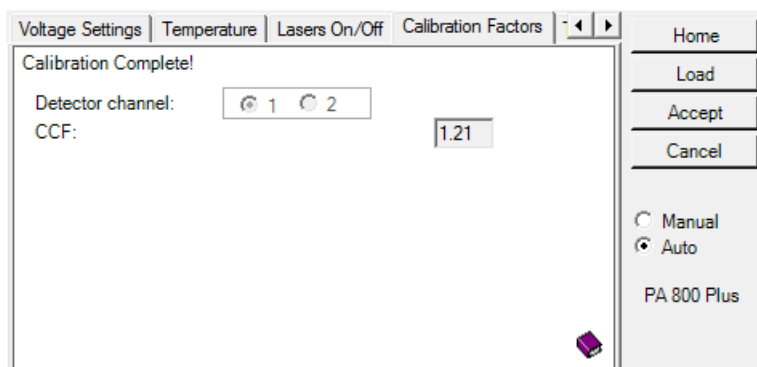 Voltage Settings
Temperature
Lasers On/Off
Calibration Factors
Calibration Complete!
Detector channel:
1
2
CCF:
1.21
Home
Load
Accept
Cancel
Manual
Auto
PA 800 Plus